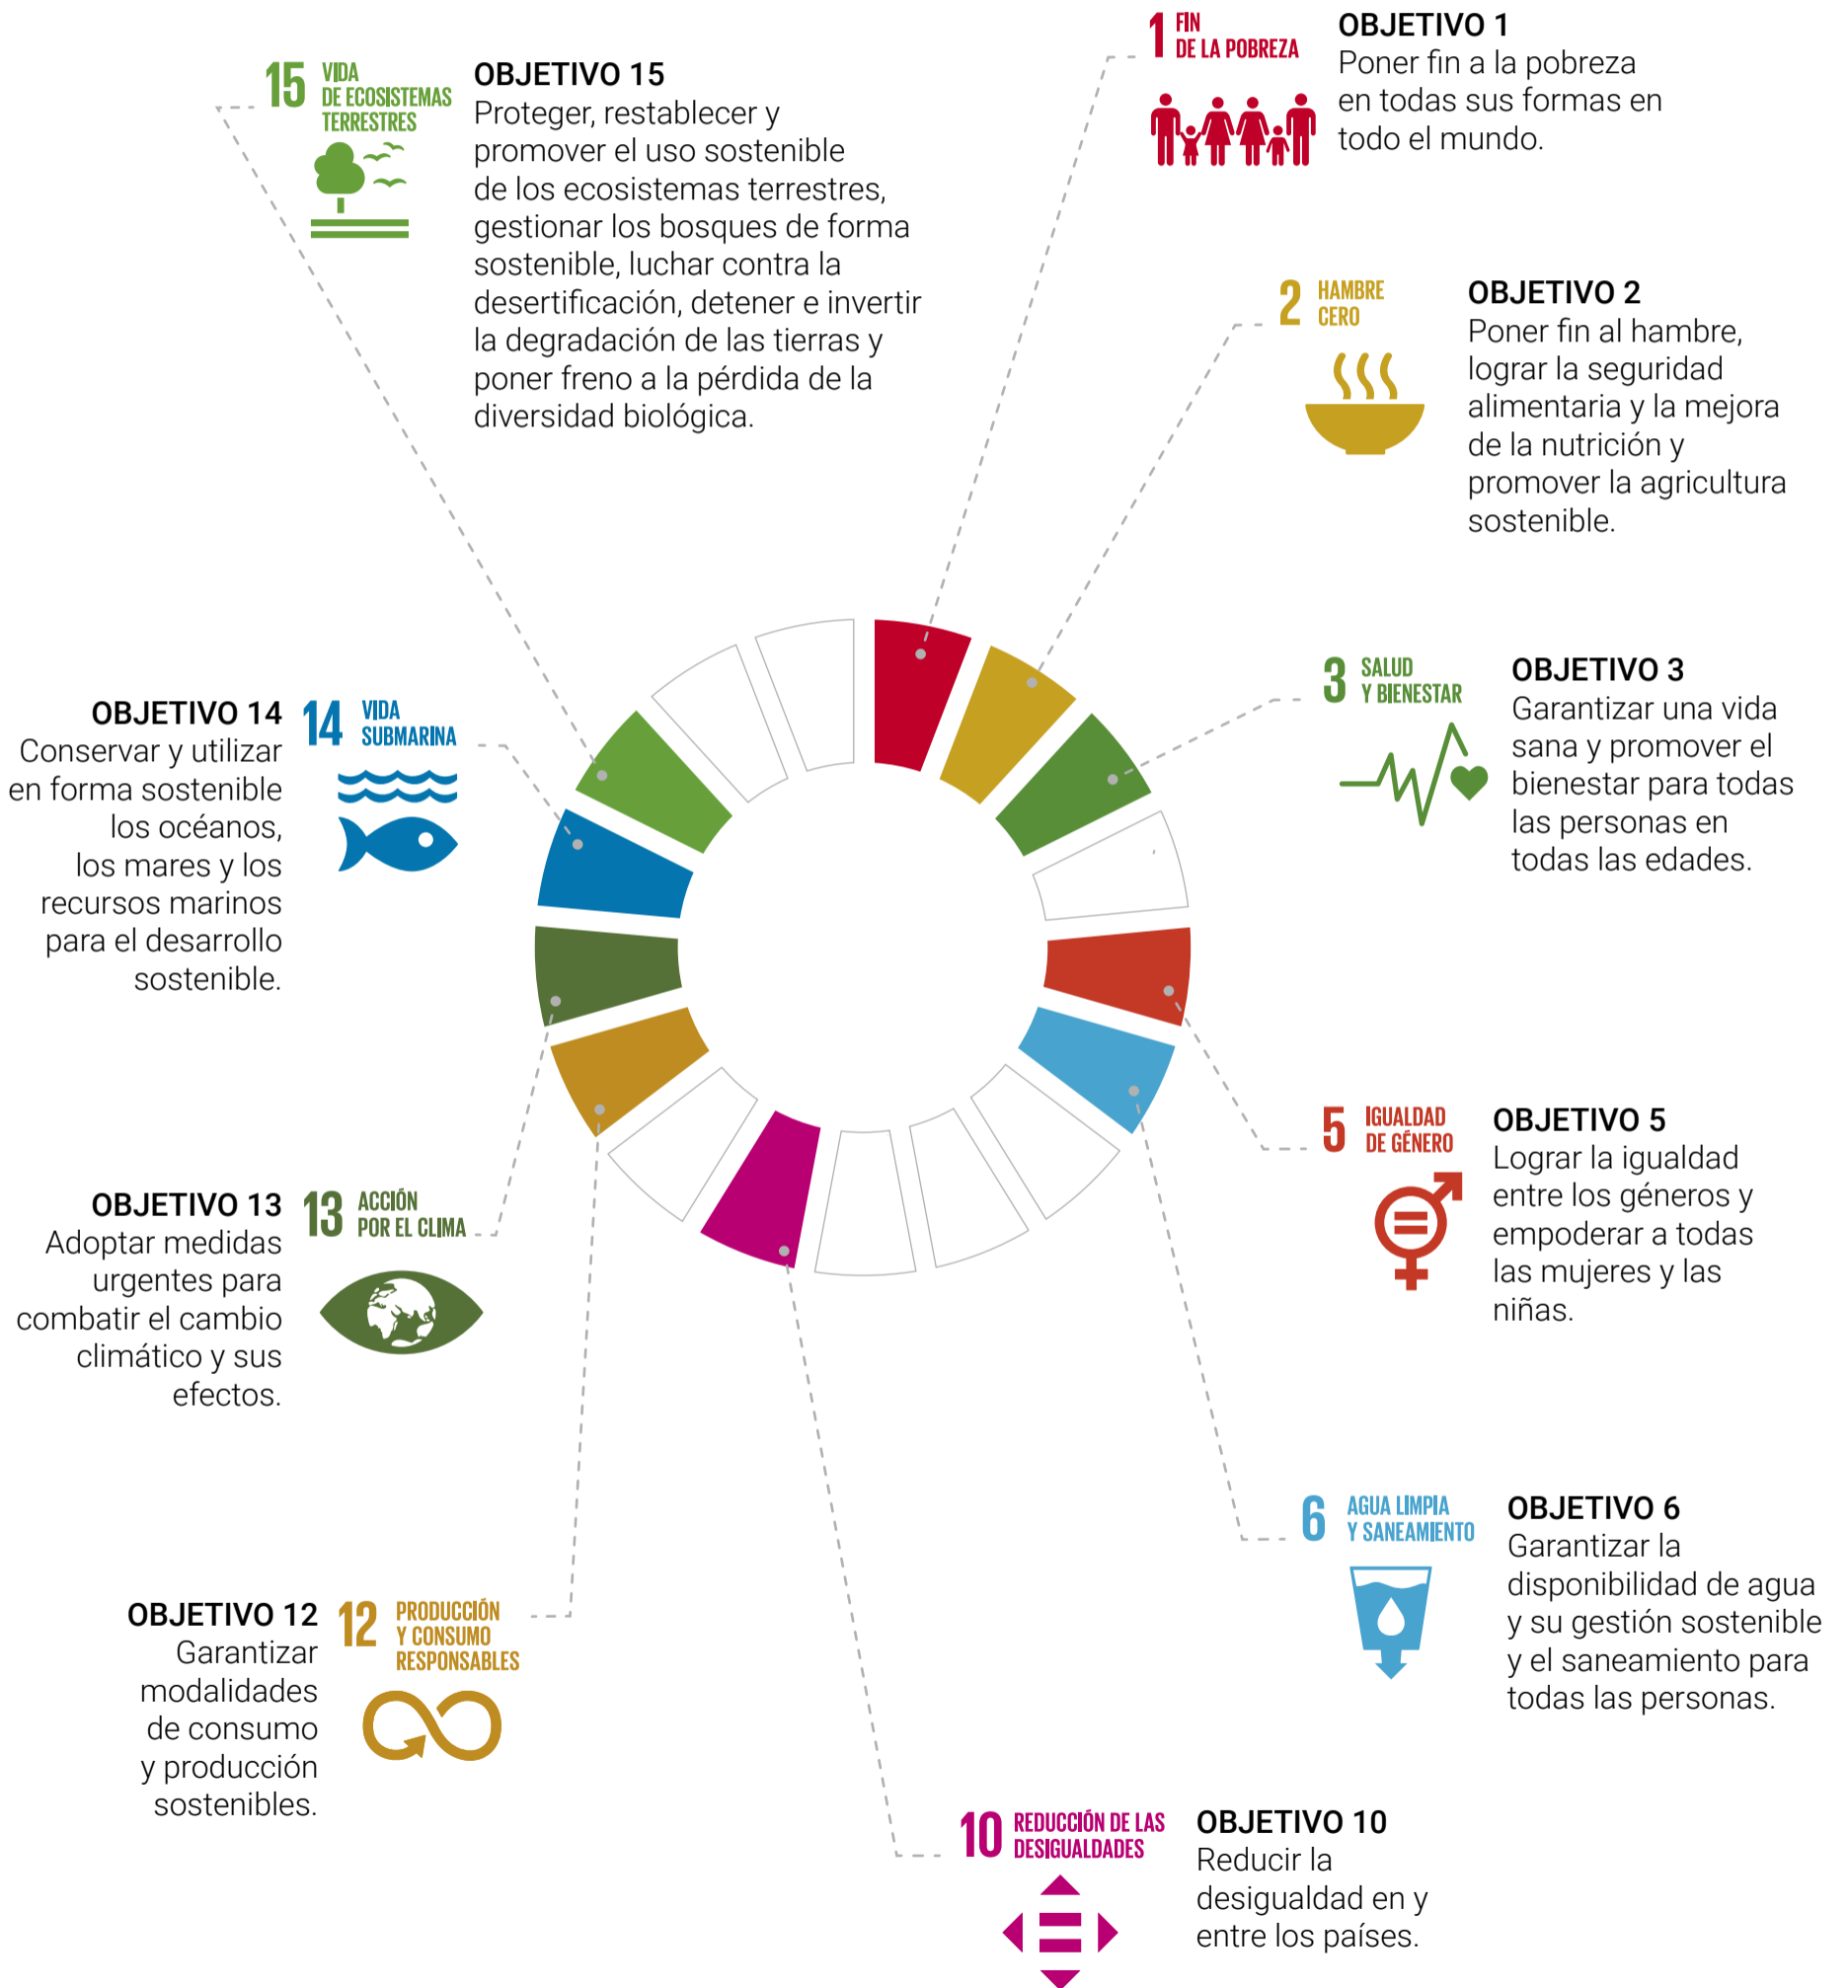 1 FIN
DE LA POBREZA
OBJETIVO 1
Poner fin a la pobreza
en todas sus formas en
todo el mundo.
2 HAMBRE
CERO
OBJETIVO 2
Poner fin al hambre,
lograr la seguridad
alimentaria y la mejora
de la nutrición y
promover la agricultura
sostenible.
3 SALUD
Y BIENESTAR
OBJETIVO 3
Garantizar una vida
sana y promover el
bienestar para todas
las personas en
todas las edades.
5 IGUALDAD
DE GÉNERO
OBJETIVO 5
Lograr la igualdad
entre los géneros y
empoderar a todas
las mujeres y las
niñas.
6 AGUA LIMPIA
Y SANEAMIENTO
OBJETIVO 6
Garantizar la
disponibilidad de agua
y su gestión sostenible
y el saneamiento para
todas las personas.
10 REDUCCIÓN DE LAS
DESIGUALDADES
OBJETIVO 10
Reducir la
desigualdad en y
entre los países.
OBJETIVO 12
Garantizar
modalidades
de consumo
y producción
sostenibles.
12 PRODUCCIÓN
Y CONSUMO
RESPONSABLES
OBJETIVO 13
Adoptar medidas
urgentes para
combatir el cambio
climático y sus
efectos.
13 ACCIÓN
POR EL CLIMA
OBJETIVO 14
Conservar y utilizar
en forma sostenible
los océanos,
los mares y los
recursos marinos
para el desarrollo
sostenible.
14 VIDA
SUBMARINA
15 VIDA
DE ECOSISTEMAS
TERRESTRES
OBJETIVO 15
Proteger, restablecer y
promover el uso sostenible
de los ecosistemas terrestres,
gestionar los bosques de forma
sostenible, luchar contra la
desertificación, detener e invertir
la degradación de las tierras y
poner freno a la pérdida de la
diversidad biológica.